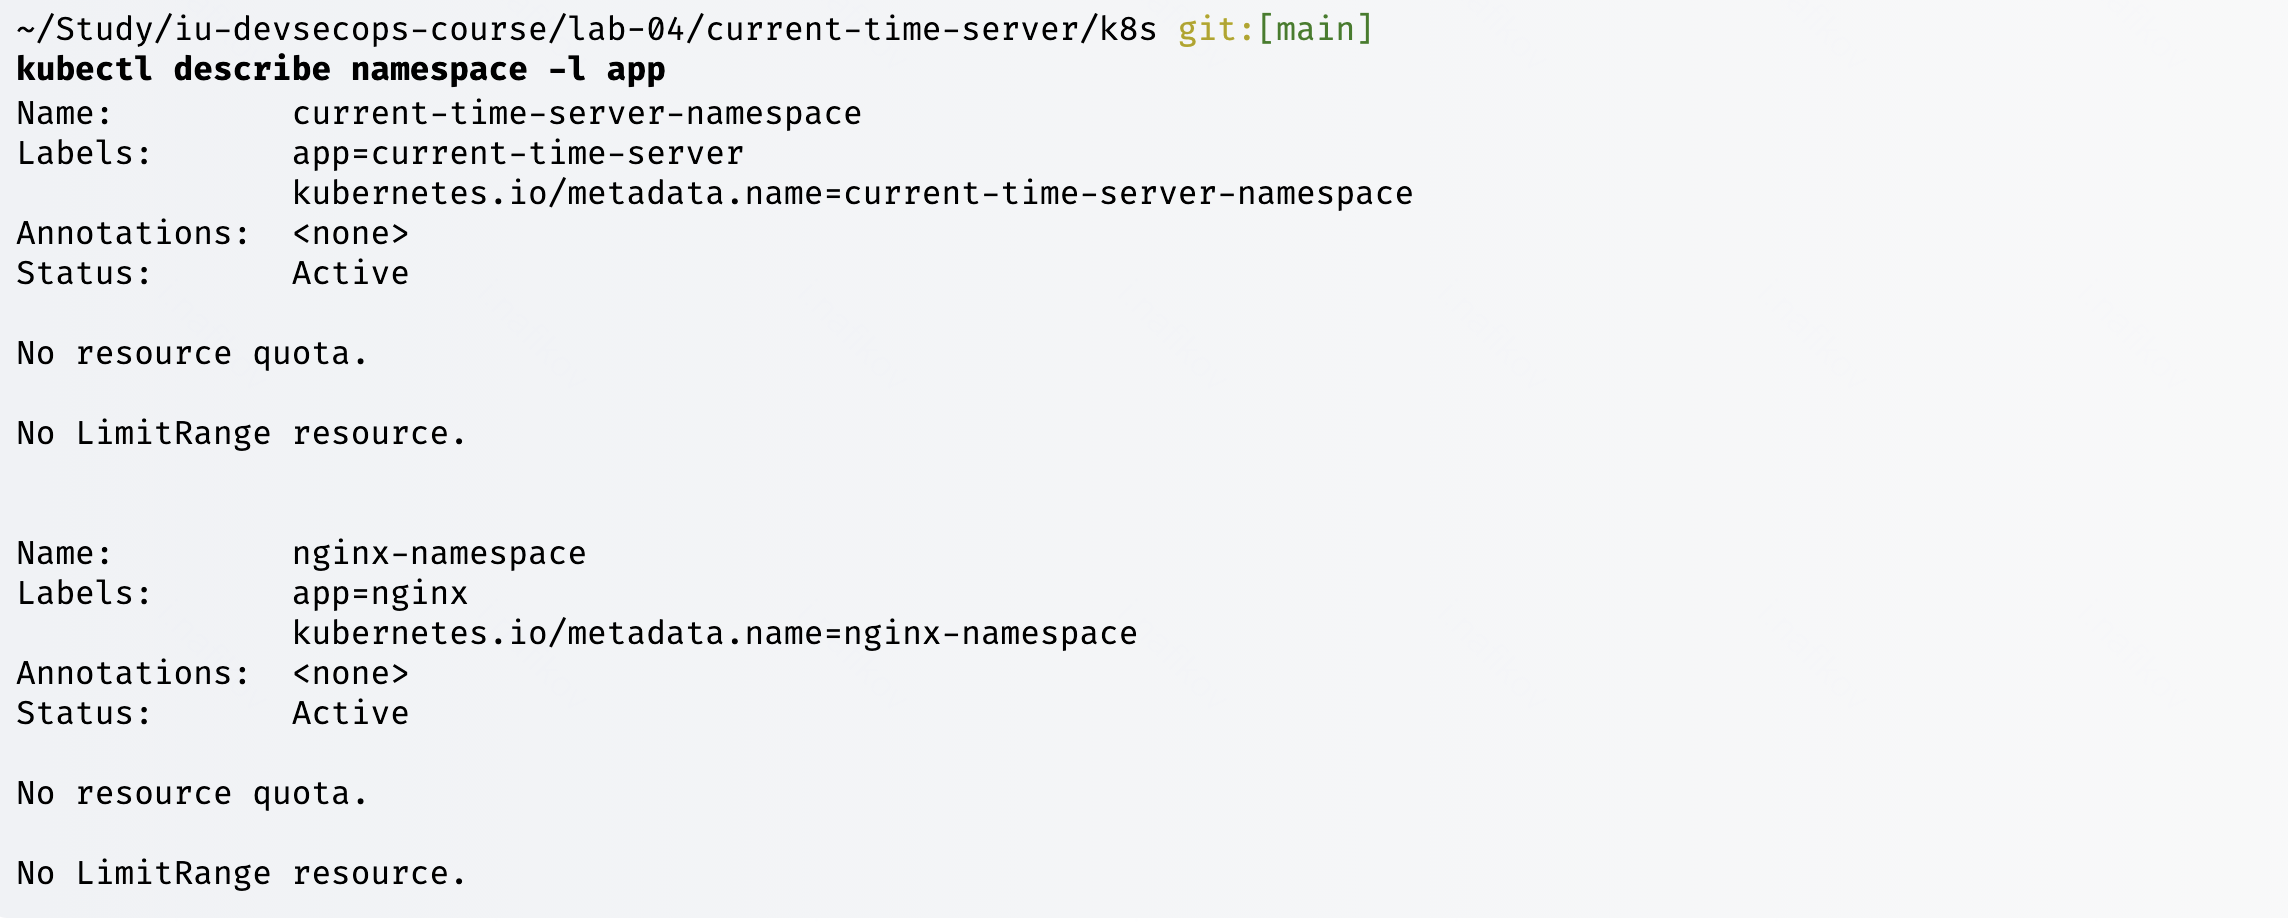 ~/Study/iu-devsecops-course/lab-04/current-time-server/k8s git:[main]
kubectl describe namespace -l app
Name:         current-time-server-namespace
Labels:       app=current-time-server
              kubernetes.io/metadata.name=current-time-server-namespace
Annotations:  <none>
Status:       Active

No resource quota.

No LimitRange resource.


Name:         nginx-namespace
Labels:       app=nginx
              kubernetes.io/metadata.name=nginx-namespace
Annotations:  <none>
Status:       Active

No resource quota.

No LimitRange resource.